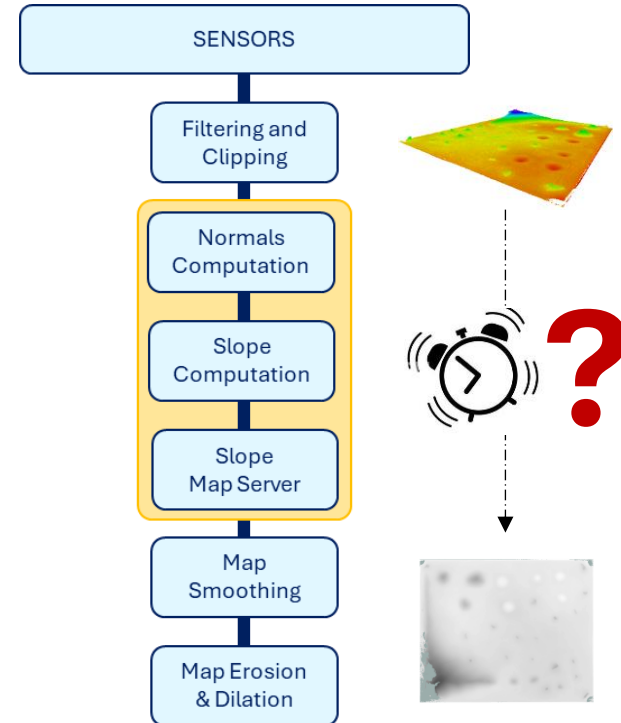 SENSORS
Filtering and
Clipping
Normals
Computation
Slope
Computation
Slope
Map Server
Map
Smoothing
Map Erosion
& Dilation
?